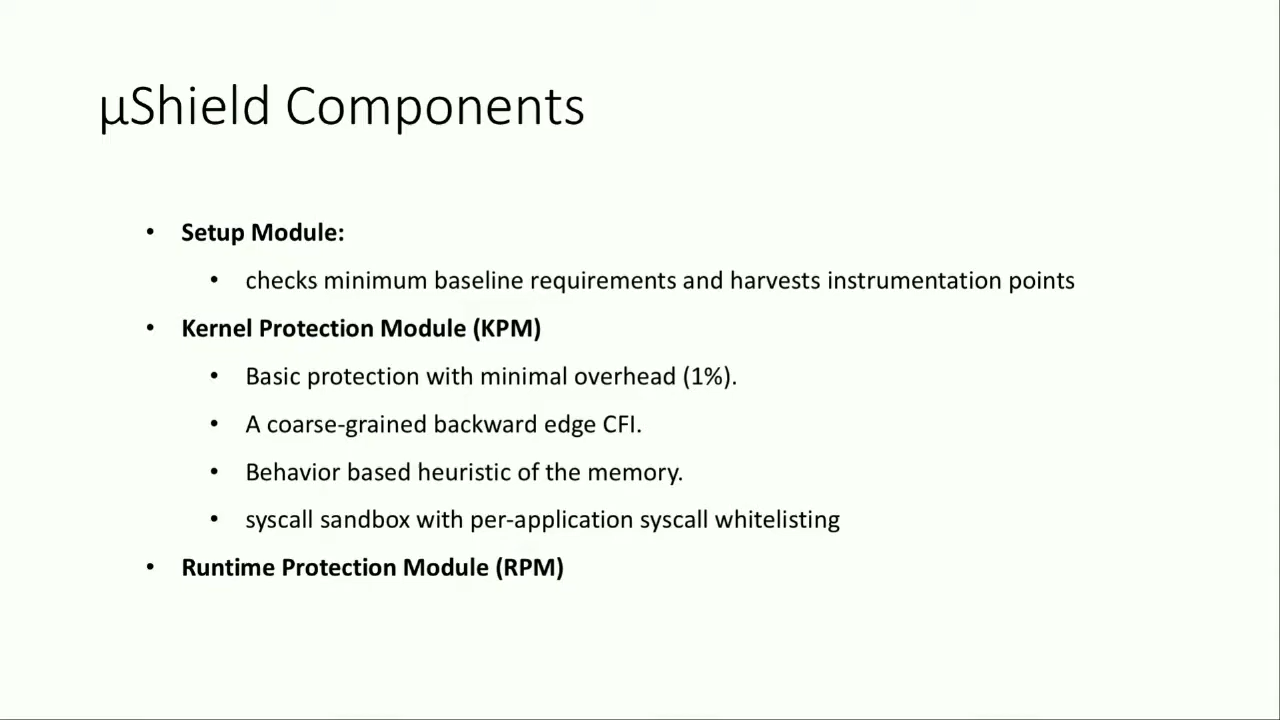 µShield Components
• Setup Module:
• checks minimum baseline requirements and harvests instrumentation points
• Kernel Protection Module (KPM)
• Basic protection with minimal overhead (1%).
• A coarse-grained backward edge CFI.
• Behavior based heuristic of the memory.
• syscall sandbox with per-application syscall whitelisting
• Runtime Protection Module (RPM)